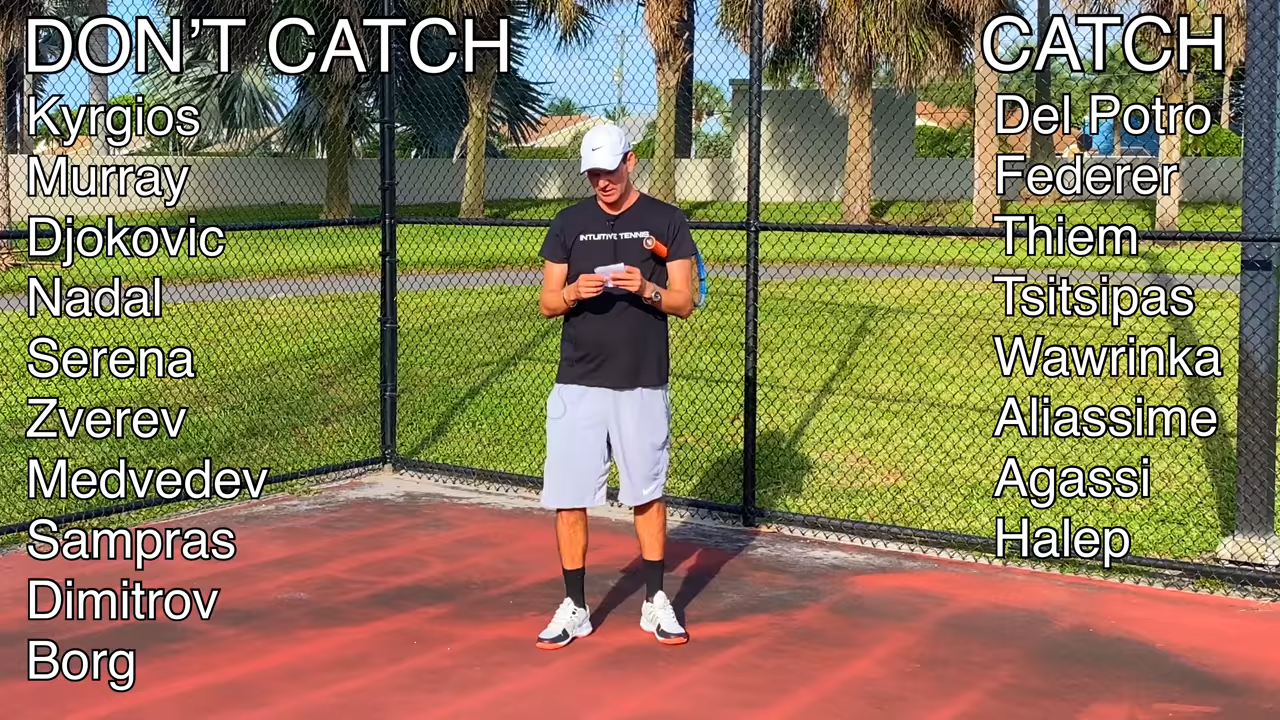 DON'T CATCH
Kyrgios
Murray
Djokovic
Nadal
Serena
Zverev
Medvedev
Sampras
Dimitrov
Borg
INTUITIVE TENNIS
CATCH
Del Potro
Federer
Thiem
Tsitsipas
Wawrinka
Aliassime
Agassi
Halep